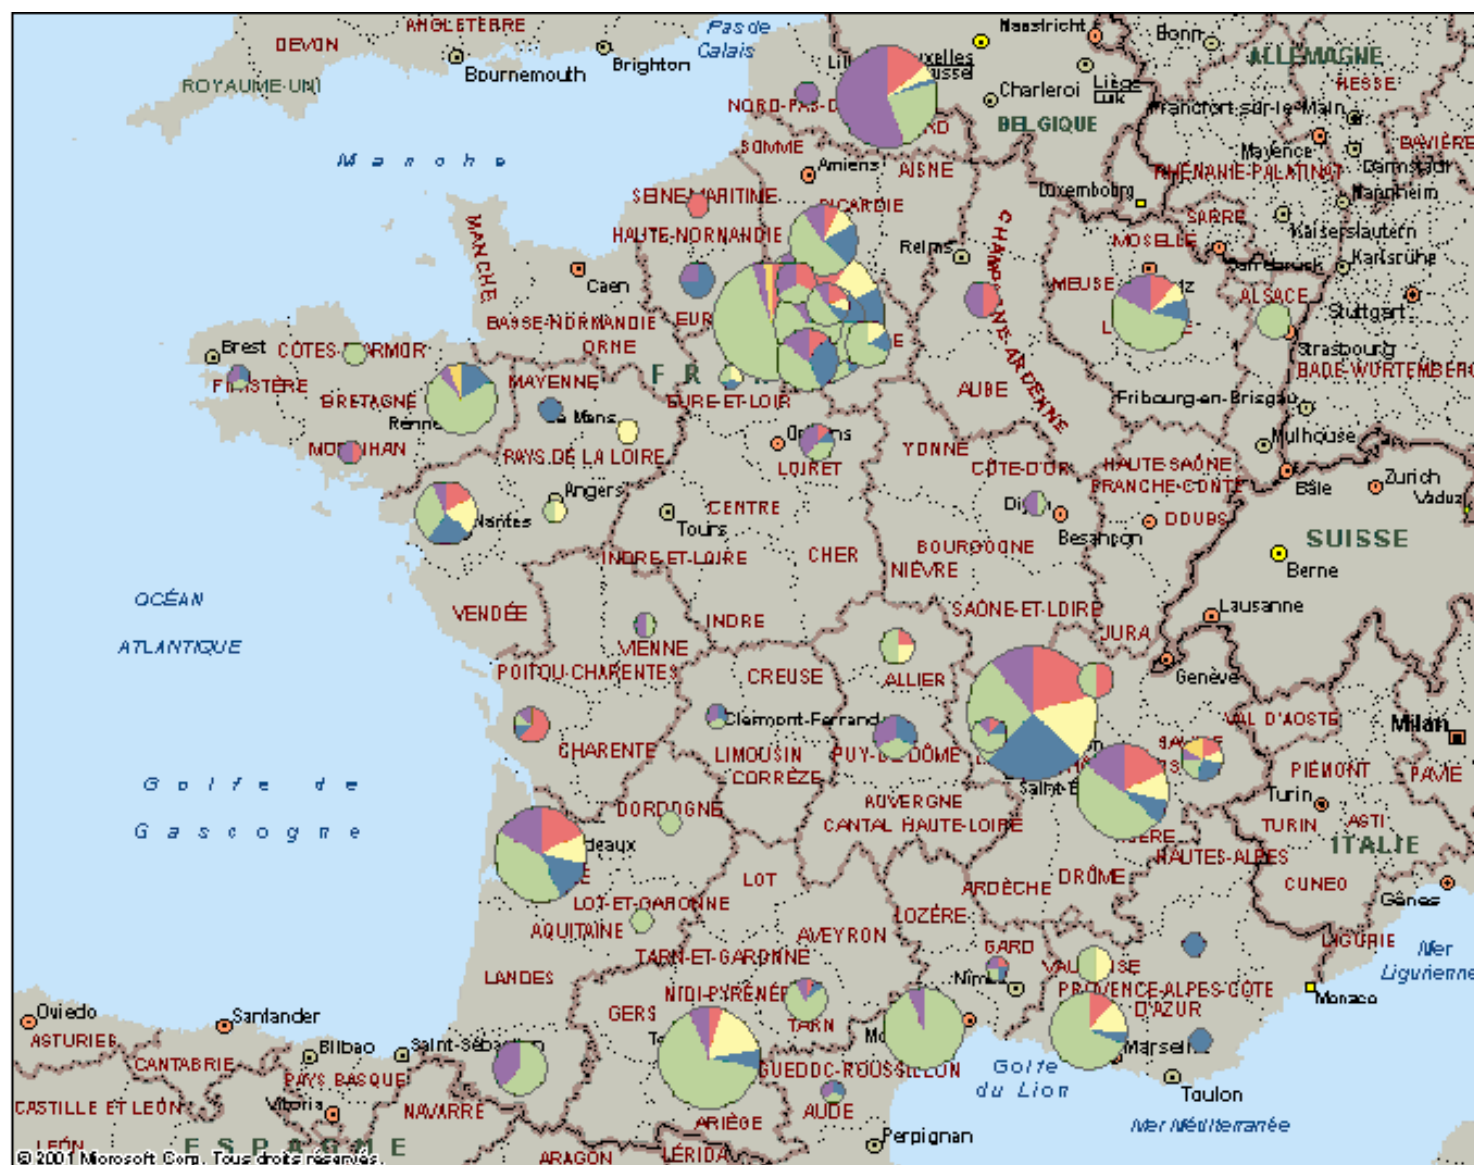 ANGLETERRE
DEVON
Pas de
Calais
Maastricht
Bonn
Bournemouth
Brighton
ALLEMAGNE
ROYAUME-UNI
Charleroi
Liège
Luik
HESSE
Francfort-sur-le-Main
BELGIQUE
BAVIÈRE
Mayence
Darmstadt
Manche
SOMME
Amiens
AISNE
RHÉNANIE-PALATINAT
Luxembourg
Mannheim
SEINE-MARITIME
PICARDIE
SARRE
Kaiserslautern
HAUTE-NORMANDIE
MANCHE
Reims
CHAMPAGNE-ARDENNE
MOSELLE
Sarrebruck
Karlsruhe
Caen
MEUSE
ALSACE
Stuttgart
BASSE-NORMANDIE
ORNE
Strasbourg
Brest
CÔTES-D'ARMOR
BADE-WURTEMBERG
FINISTÈRE
MAYENNE
EURE-ET-LOIR
AUBE
BRETAGNE
Fribourg-en-Brisgau
Le Mans
Mulhouse
MORBIHAN
PAYS DE LA LOIRE
LOIRET
YONNE
CÔTE-D'OR
HAUTE-SAÔNE
FRANCHE-COMTÉ
Bâle
Zurich
Vaduz
Angers
Nantes
CENTRE
Tours
Besançon
DOUBS
SUISSE
INDRE-ET-LOIRE
CHER
BOURGOGNE
NIÈVRE
Berne
OCÉAN
ATLANTIQUE
VENDÉE
INDRE
SAÔNE-ET-LOIRE
Lausanne
JURA
VIENNE
POITOU-CHARENTES
CREUSE
ALLIER
Genève
Clermont-Ferrand
VAL D'AOSTE
Milan
CHARENTE
LIMOUSIN
PUY-DE-DÔME
CORRÈZE
PIÉMONT
PAVIE
Golfe de
Gascogne
DORDOGNE
AUVERGNE
CANTAL HAUTE-LOIRE
Turin
TURIN
ASTI
ITALIE
HAUTES-ALPES
LOT
ARDÈCHE
DRÔME
CUNEO
Gênes
LOT-ET-GARONNE
AQUITAINE
LOZÈRE
AVEYRON
LIGURIE
Mer
Ligurienne
TARN-ET-GARONNE
GARD
LANDES
Nîmes
PROVENCE-ALPES-CÔTE
D'AZUR
Monaco
GERS
TARN
Oviedo
Santander
ASTURIES
CANTABRIE
Bilbao
Marseille
PAYS BASQUE
Golfe
du Lion
Toulon
CASTILLE ET LEÓN
Vitoria
NAVARRE
AUDE
ARIÈGE
Mer Méditerranée
LEÓN
ESPAGNE
Perpignan
ARAGON
LÉRIDA
© 2001 Microsoft Corp. Tous droits réservés.